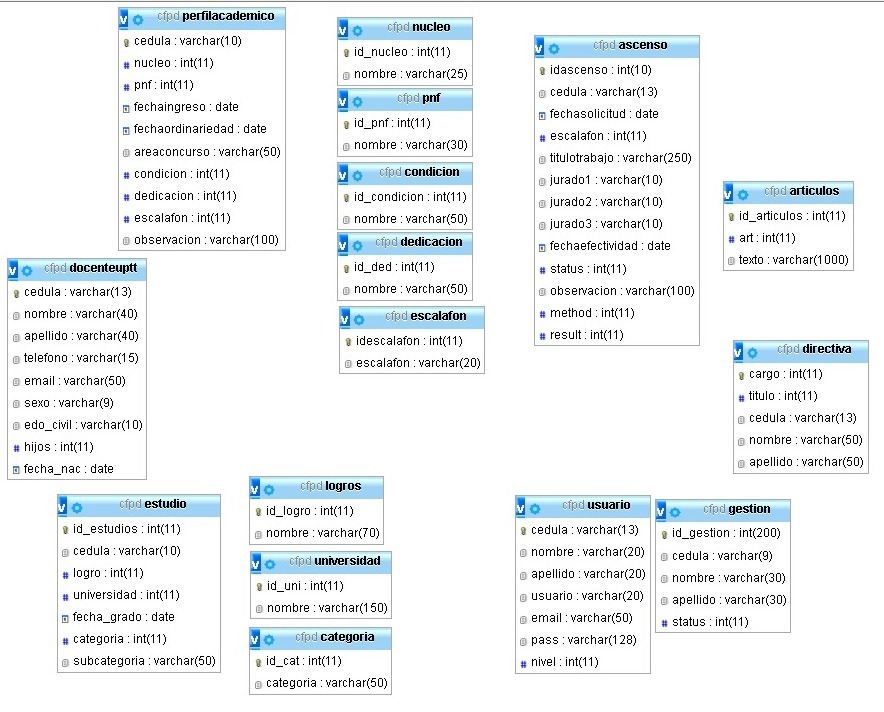 cfpd perfilacademico
cedula : varchar(10)
nucleo : int(11)
pnf : int(11)
fechaingreso : date
fechaordinariedad : date
areaconcurso : varchar(50)
condicion : int(11)
dedicacion : int(11)
escalafon : int(11)
observacion : varchar(100)
cfpd nucleo
id_nucleo : int(11)
nombre : varchar(25)
cfpd pnf
id_pnf : int(11)
nombre : varchar(30)
cfpd condicion
id_condicion : int(11)
nombre : varchar(50)
cfpd dedicacion
id_ded : int(11)
nombre : varchar(50)
cfpd escalafon
idescalafon : int(11)
escalafon : varchar(20)
cfpd ascenso
idascenso : int(10)
cedula : varchar(13)
fechasolicitud : date
escalafon : int(11)
titulotrabajo : varchar(250)
jurado1 : varchar(10)
jurado2 : varchar(10)
jurado3 : varchar(10)
fechaefectividad : date
status : int(11)
observacion : varchar(100)
method : int(11)
result : int(11)
cfpd articulos
id_articulos : int(11)
art : int(11)
texto : varchar(1000)
cfpd docenteuptt
cedula : varchar(13)
nombre : varchar(40)
apellido : varchar(40)
telefono : varchar(15)
email : varchar(50)
sexo : varchar(9)
edo_civil : varchar(10)
hijos : int(11)
fecha_nac : date
cfpd directiva
cargo : int(11)
titulo : int(11)
cedula : varchar(13)
nombre : varchar(50)
apellido : varchar(50)
cfpd estudio
id_estudios : int(11)
cedula : varchar(10)
logro : int(11)
universidad : int(11)
fecha_grado : date
categoria : int(11)
subcategoria : varchar(50)
cfpd logros
id_logro : int(11)
nombre : varchar(70)
cfpd universidad
id_uni : int(11)
nombre : varchar(150)
cfpd categoria
id_cat : int(11)
categoria : varchar(50)
cfpd usuario
cedula : varchar(13)
nombre : varchar(20)
apellido : varchar(20)
usuario : varchar(20)
email : varchar(50)
pass : varchar(128)
nivel : int(11)
cfpd gestion
id_gestion : int(200)
cedula : varchar(9)
nombre : varchar(30)
apellido : varchar(30)
status : int(11)